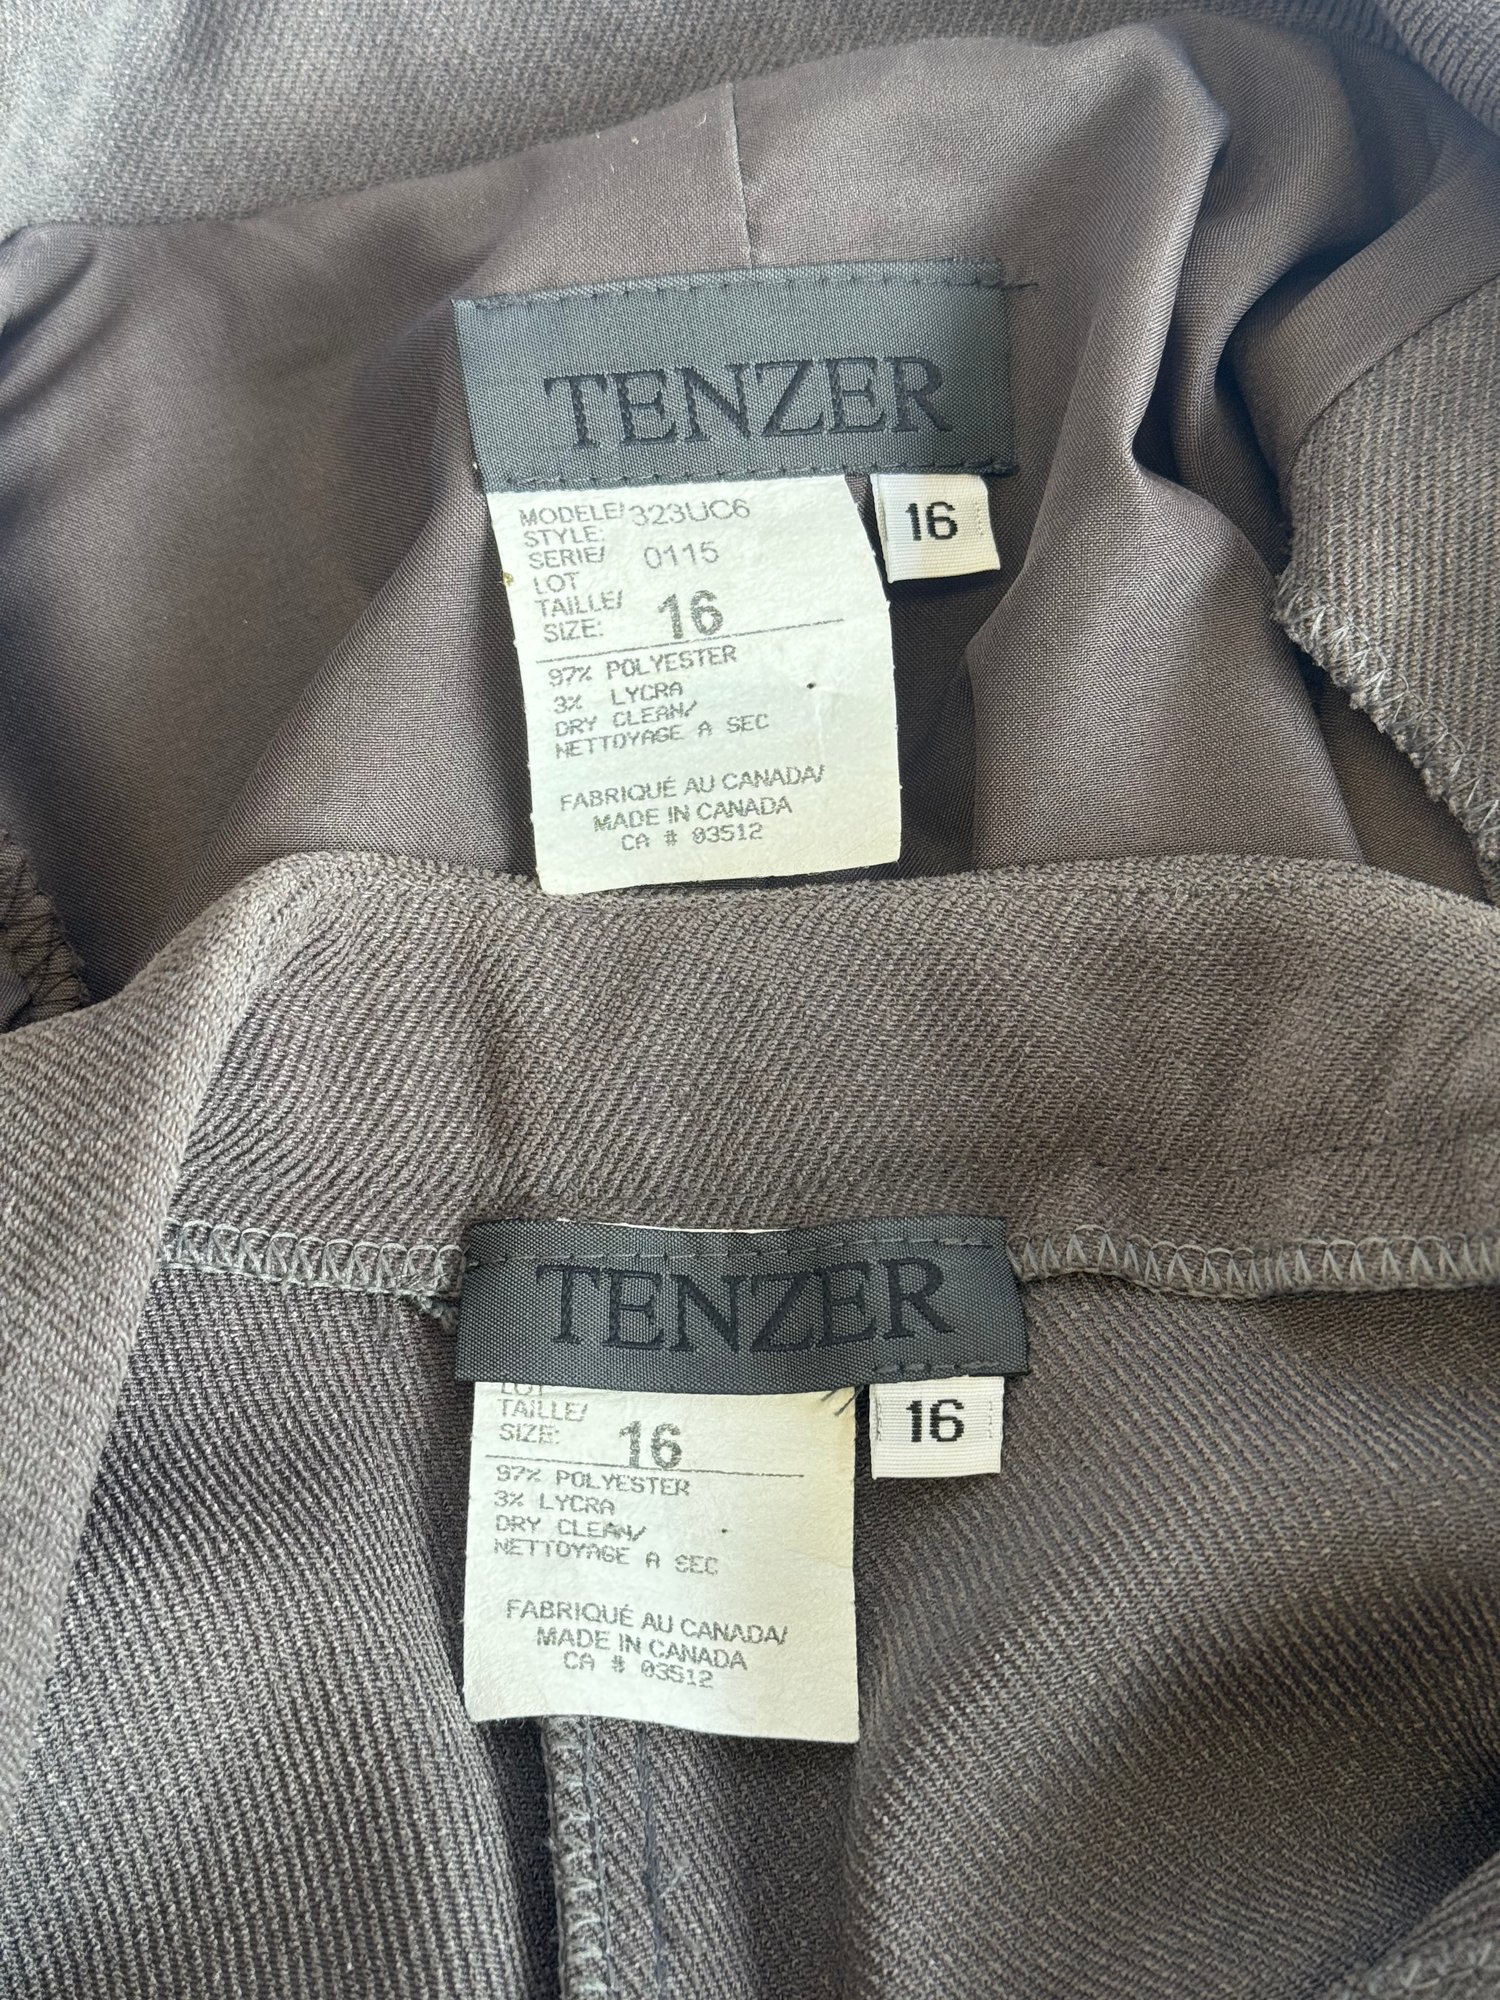 TENZER
MODELE/ 323UC6
STYLE:
SERIE/ 0115
LOT
TAILLE/
SIZE: 16
16
97% POLYESTER
3% LYCRA
DRY CLEAN/
NETTOYAGE A SEC
FABRIQUÉ AU CANADA/
MADE IN CANADA
CA # 03512
TENZER
LOT
TAILLE/
SIZE: 16
16
97% POLYESTER
3% LYCRA
DRY CLEAN/
NETTOYAGE A SEC
FABRIQUÉ AU CANADA/
MADE IN CANADA
CA # 03512